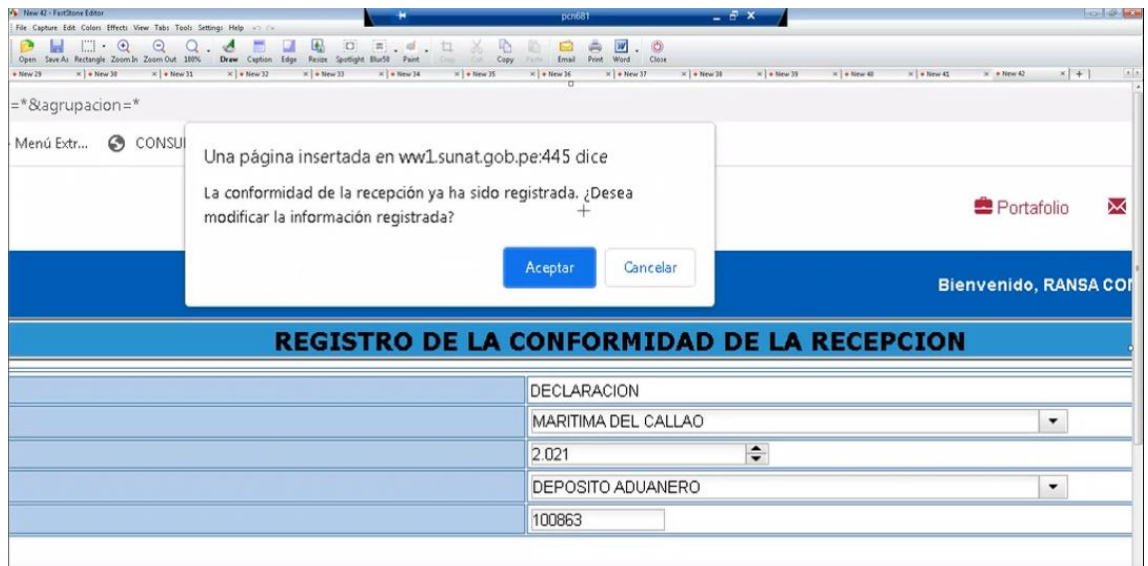 New 42 - FastStone Editor
pcn681
File Capture Edit Colors Effects View Tabs Tools Settings Help
Open Save As Rectangle Zoom In Zoom Out 100% Draw Caption Edge Resize Spotlight Blur50 Paint Crop Cut Copy Paste Email Print Word Close
New 29 New 30 New 31 New 32 New 33 New 34 New 35 New 36 New 37 New 38 New 39 New 40 New 41 New 42
=*&agrupacion=*
Menú Extr... CONSU
Una página insertada en ww1.sunat.gob.pe:445 dice
La conformidad de la recepción ya ha sido registrada. ¿Desea
modificar la información registrada?
Aceptar Cancelar
Portafolio
Bienvenido, RANSA CO
REGISTRO DE LA CONFORMIDAD DE LA RECEPCION
DECLARACION
MARITIMA DEL CALLAO
2.021
DEPOSITO ADUANERO
100863